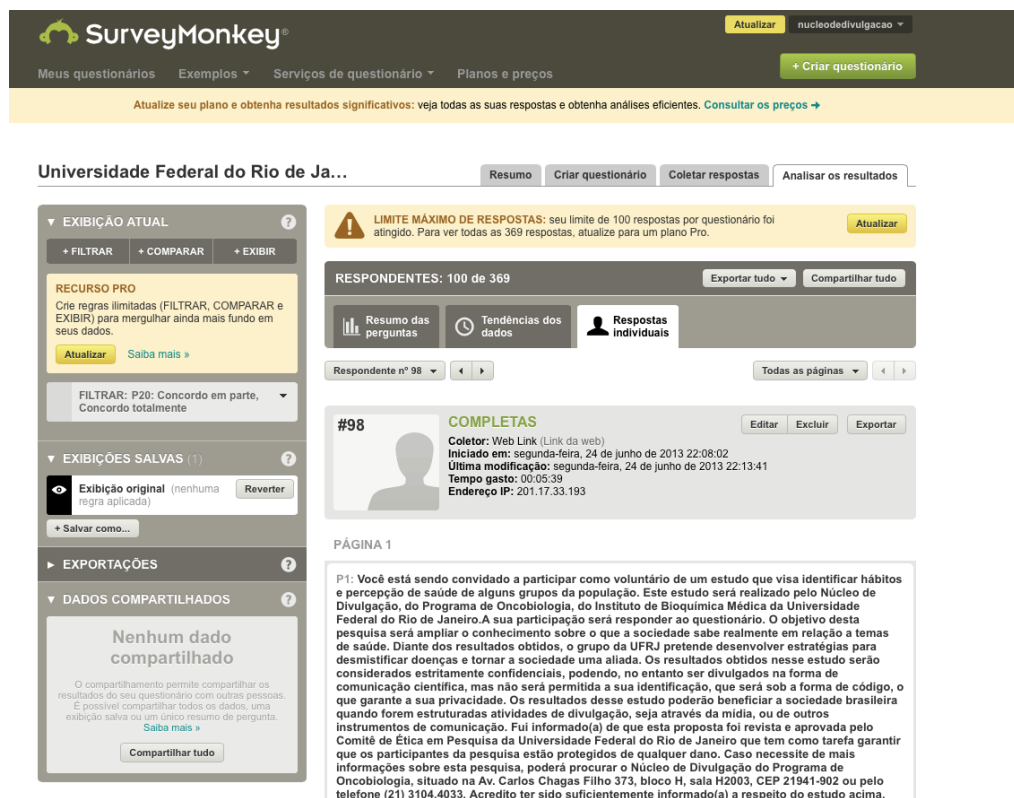 SurveyMonkey®
Atualizar
nucleodedivulgacao
Meus questionários
Exemplos
Serviços de questionário
Planos e preços
+ Criar questionário
Atualize seu plano e obtenha resultados significativos: veja todas as suas respostas e obtenha análises eficientes. Consultar os preços ➔
Universidade Federal do Rio de Ja...
Resumo
Criar questionário
Coletar respostas
Analisar os resultados
EXIBIÇÃO ATUAL
?
+ FILTRAR
+ COMPARAR
+ EXIBIR
RECURSO PRO
Crie regras ilimitadas (FILTRAR, COMPARAR e
EXIBIR) para mergulhar ainda mais fundo em
seus dados.
Atualizar
Saiba mais »
FILTRAR: P20: Concordo em parte,
Concordo totalmente
EXIBIÇÕES SALVAS (1)
?
Exibição original (nenhuma
regra aplicada)
Reverter
+ Salvar como...
EXPORTAÇÕES
?
DADOS COMPARTILHADOS
?
Nenhum dado
compartilhado
O compartilhamento permite compartilhar os
resultados do seu questionário com outras pessoas.
É possível compartilhar todos os dados, uma
exibição salva ou um único resumo de pergunta.
Saiba mais »
Compartilhar tudo
LIMITE MÁXIMO DE RESPOSTAS: seu limite de 100 respostas por questionário foi
atingido. Para ver todas as 369 respostas, atualize para um plano Pro.
Atualizar
RESPONDENTES: 100 de 369
Exportar tudo
Compartilhar tudo
Resumo das
perguntas
Tendências dos
dados
Respostas
individuais
Respondente nº 98
Todas as páginas
#98
COMPLETAS
Editar
Excluir
Exportar
Coletor: Web Link (Link da web)
Iniciado em: segunda-feira, 24 de junho de 2013 22:08:02
Última modificação: segunda-feira, 24 de junho de 2013 22:13:41
Tempo gasto: 00:05:39
Endereço IP: 201.17.33.193
PÁGINA 1
P1: Você está sendo convidado a participar como voluntário de um estudo que visa identificar hábitos
e percepção de saúde de alguns grupos da população. Este estudo será realizado pelo Núcleo de
Divulgação, do Programa de Oncobiologia, do Instituto de Bioquímica Médica da Universidade
Federal do Rio de Janeiro.A sua participação será responder ao questionário. O objetivo desta
pesquisa será ampliar o conhecimento sobre o que a sociedade sabe realmente em relação a temas
de saúde. Diante dos resultados obtidos, o grupo da UFRJ pretende desenvolver estratégias para
desmistificar doenças e tornar a sociedade uma aliada. Os resultados obtidos nesse estudo serão
considerados estritamente confidenciais, podendo, no entanto ser divulgados na forma de
comunicação científica, mas não será permitida a sua identificação, que será sob a forma de código, o
que garante a sua privacidade. Os resultados desse estudo poderão beneficiar a sociedade brasileira
quando forem estruturadas atividades de divulgação, seja através da mídia, ou de outros
instrumentos de comunicação. Fui informado(a) de que esta proposta foi revista e aprovada pelo
Comitê de Ética em Pesquisa da Universidade Federal do Rio de Janeiro que tem como tarefa garantir
que os participantes da pesquisa estão protegidos de qualquer dano. Caso necessite de mais
informações sobre esta pesquisa, poderá procurar o Núcleo de Divulgação do Programa de
Oncobiologia, situado na Av. Carlos Chagas Filho 373, bloco H, sala H2003, CEP 21941-902 ou pelo
telefone (21) 3104.4033. Acredito ter sido suficientemente informado(a) a respeito do estudo acima.